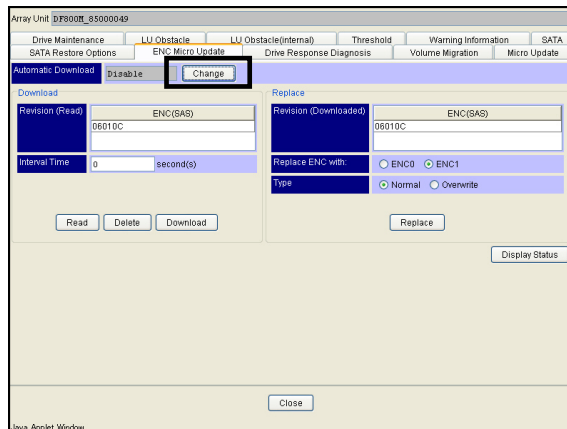 Array Unit DF800M_85000049
Drive Maintenance LU Obstacle LU Obstacle(internal) Threshold Warning Information SATA
SATA Restore Options ENC Micro Update Drive Response Diagnosis Volume Migration Micro Update
Automatic Download Disable Change
Download Replace
Revision (Read) ENC(SAS) Revision (Downloaded) ENC(SAS)
06010C 06010C
Interval Time 0 second(s) Replace ENC with: ENC0 ENC1
Type Normal Overwrite
Read Delete Download Replace
Display Status
Close
Java Applet Window